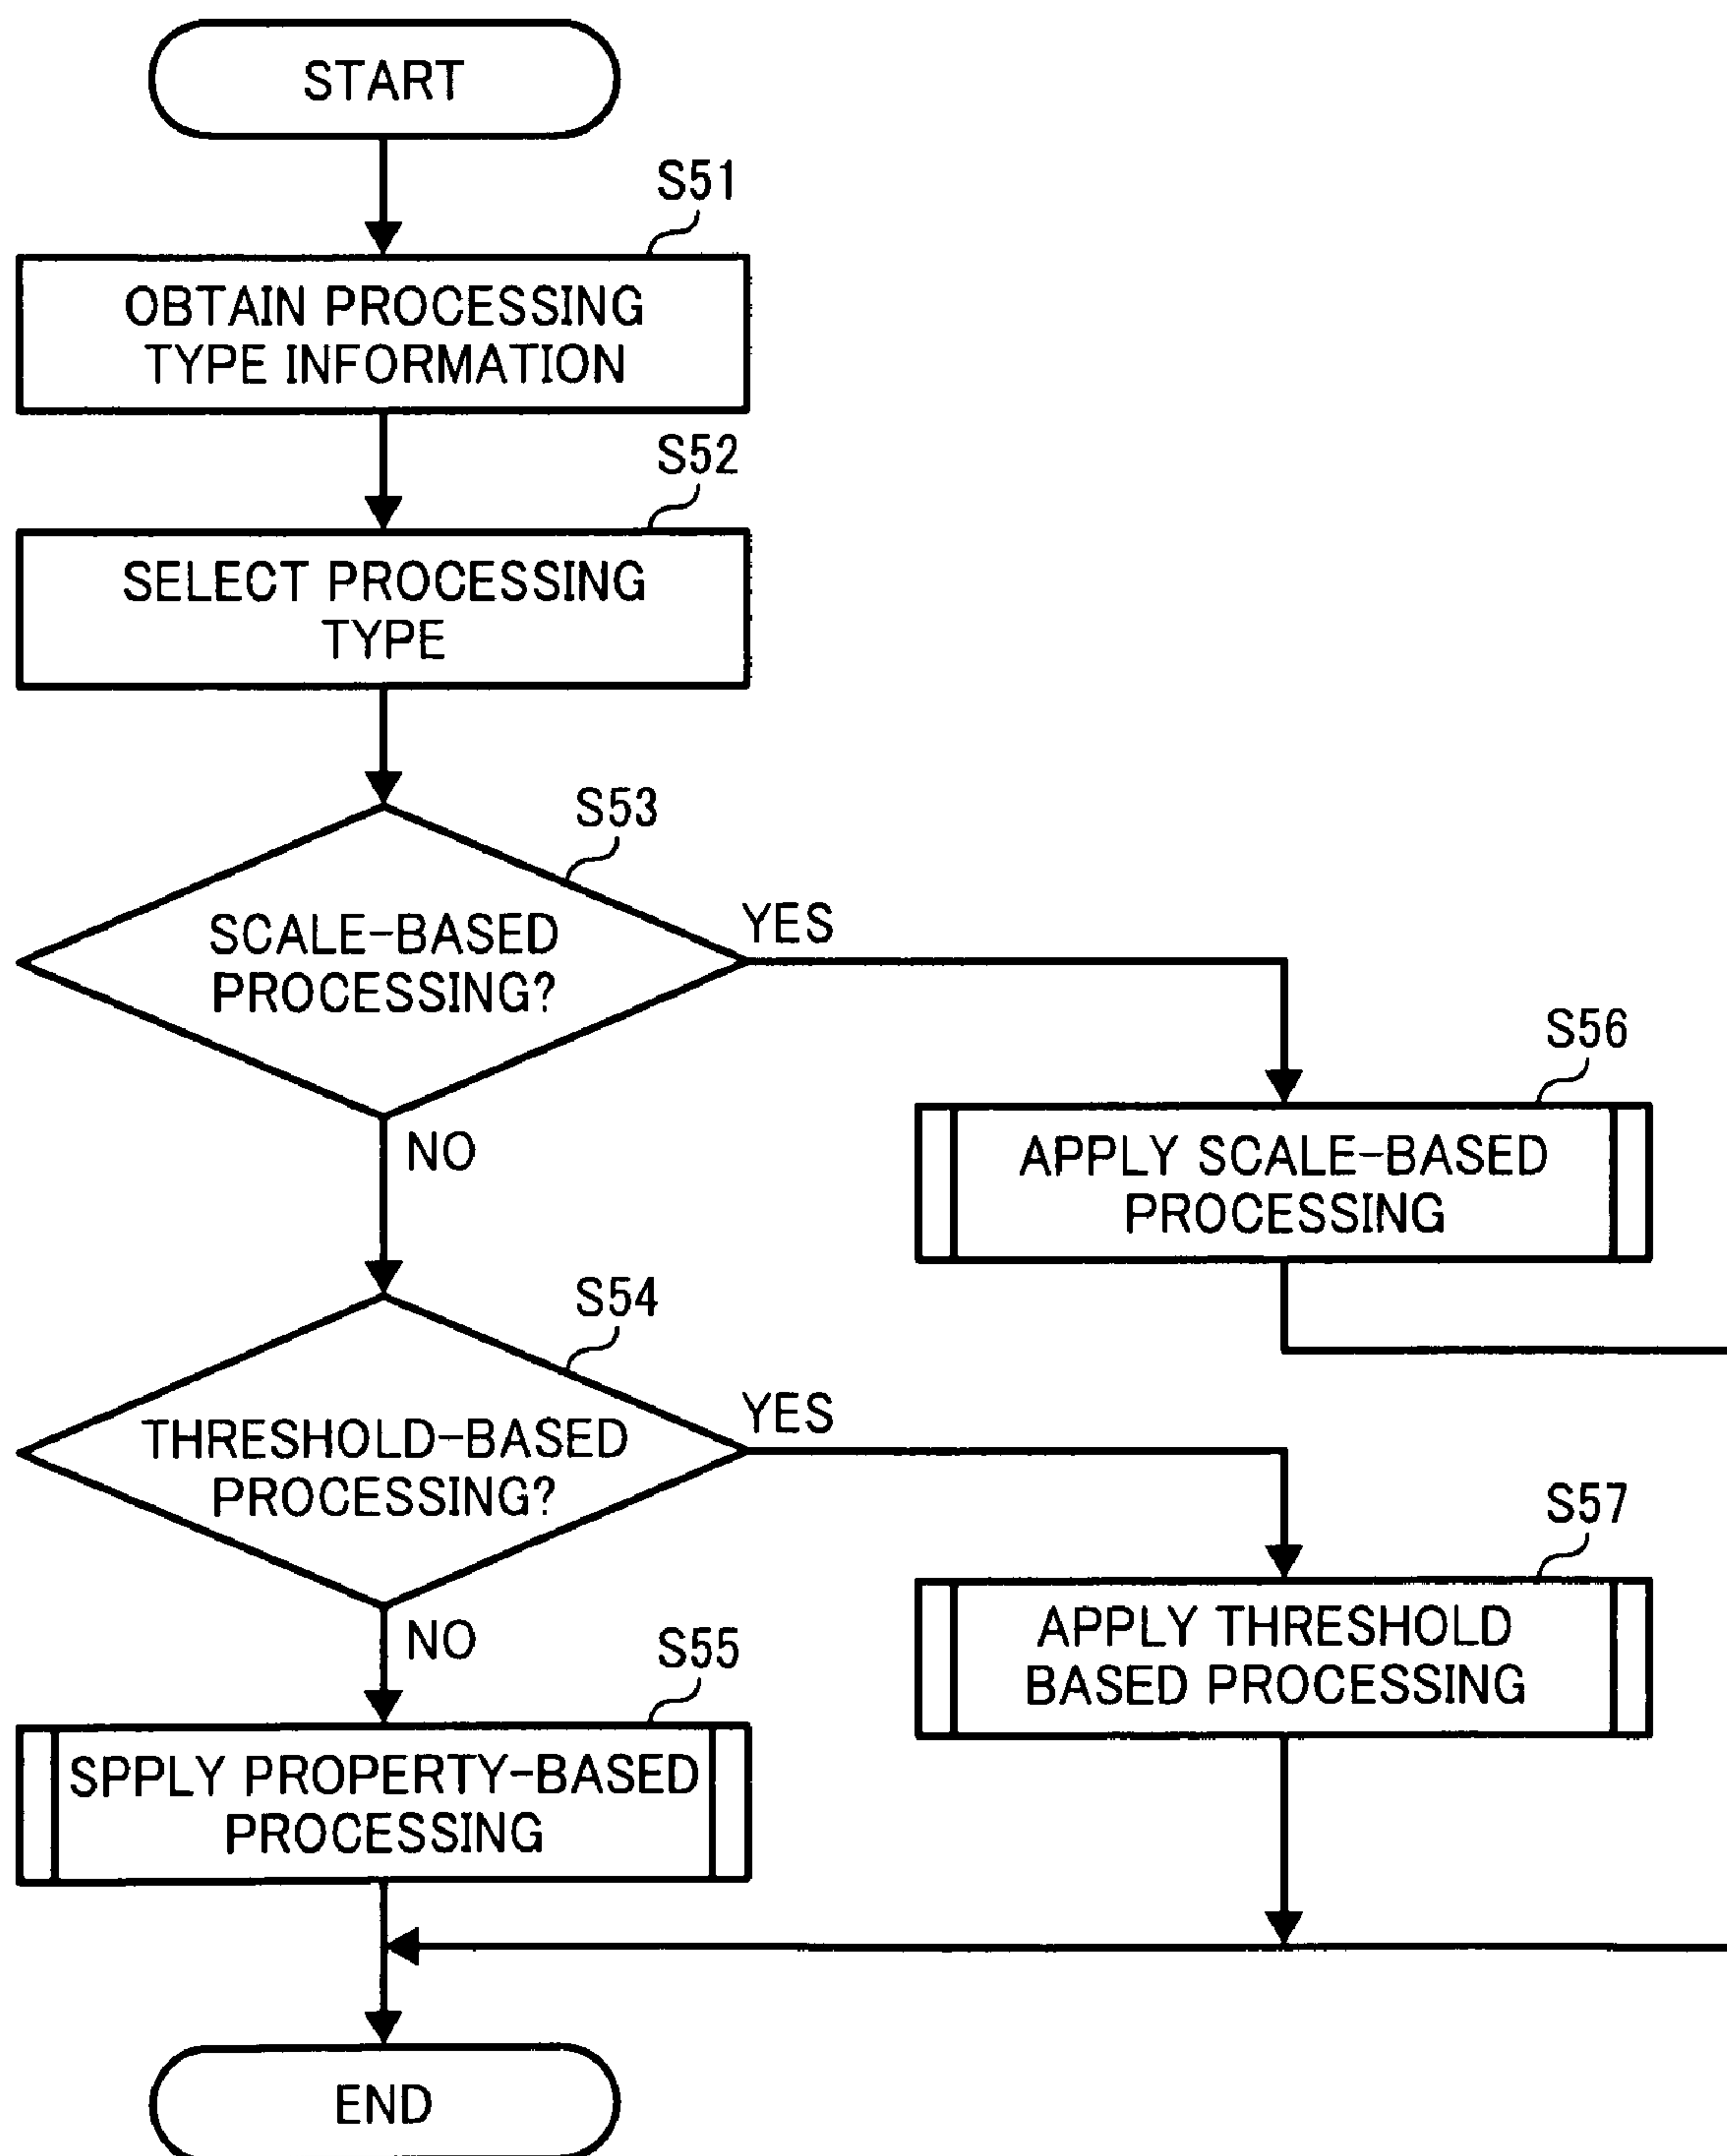 START
S51
OBTAIN PROCESSING
TYPE INFORMATION
S52
SELECT PROCESSING
TYPE
S53
SCALE-BASED
PROCESSING?
YES
NO
S56
APPLY SCALE-BASED
PROCESSING
S54
THRESHOLD-BASED
PROCESSING?
YES
NO
S57
APPLY THRESHOLD
BASED PROCESSING
S55
SPPLY PROPERTY-BASED
PROCESSING
END